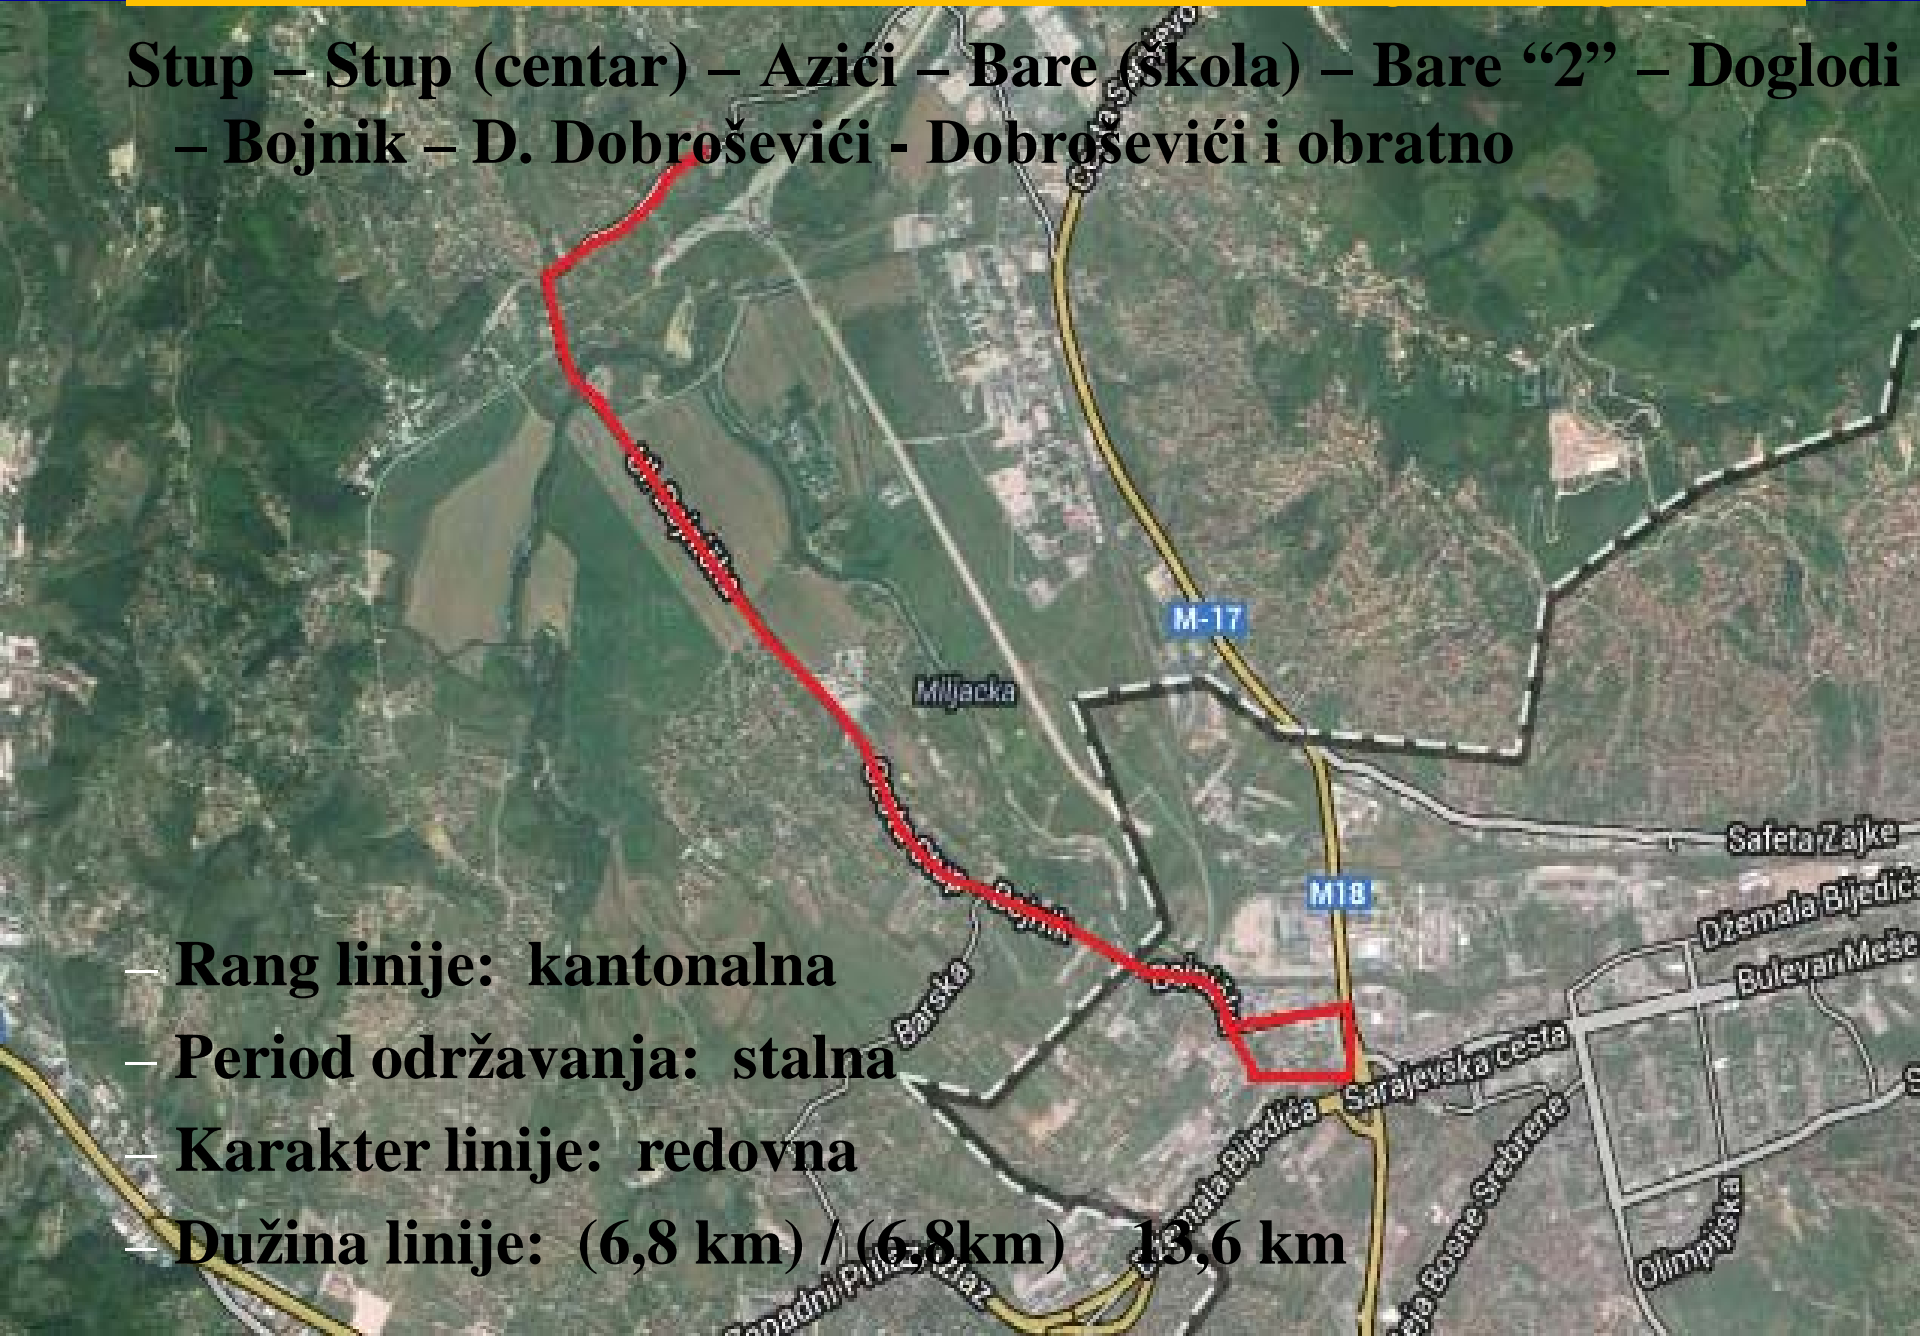 Stup – Stup (centar) – Azići – Bare (škola) – Bare “2” – Doglodi
– Bojnik – D. Dobroševići - Dobroševići i obratno
M-17
Miljacka
Safeta Zajke
M18
Džemala Bijedića
Bulevar Meše
Bojnik
– Rang linije: kantonalna
Barska
Sarajevska cesta
– Period održavanja: stalna
Džemala Bijedića
– Karakter linije: redovna
Olimpijska
– Dužina linije: (6,8 km) / (6,8km) 13,6 km
Bosne Srebrene
Zapadni